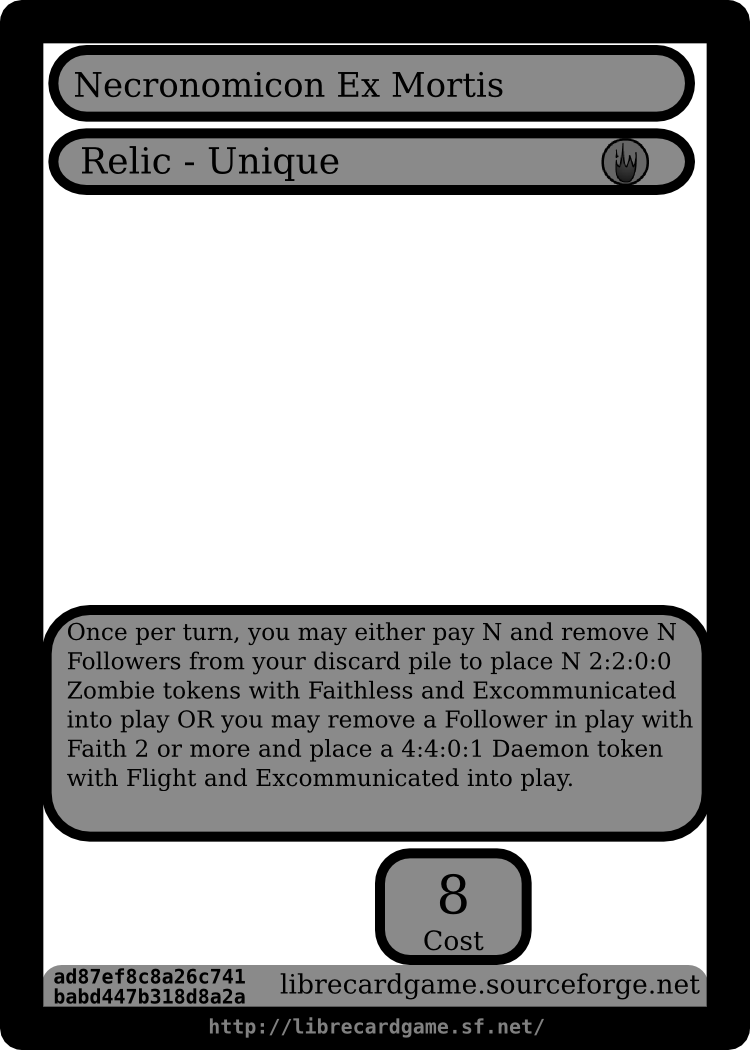 Necronomicon Ex Mortis
Relic - Unique
Once per turn, you may either pay N and remove N
Followers from your discard pile to place N 2:2:0:0
Zombie tokens with Faithless and Excommunicated
into play OR you may remove a Follower in play with
Faith 2 or more and place a 4:4:0:1 Daemon token
with Flight and Excommunicated into play.
8
Cost
ad87ef8c8a26c741
babd447b318d8a2a
librecardgame.sourceforge.net
http://librecardgame.sf.net/